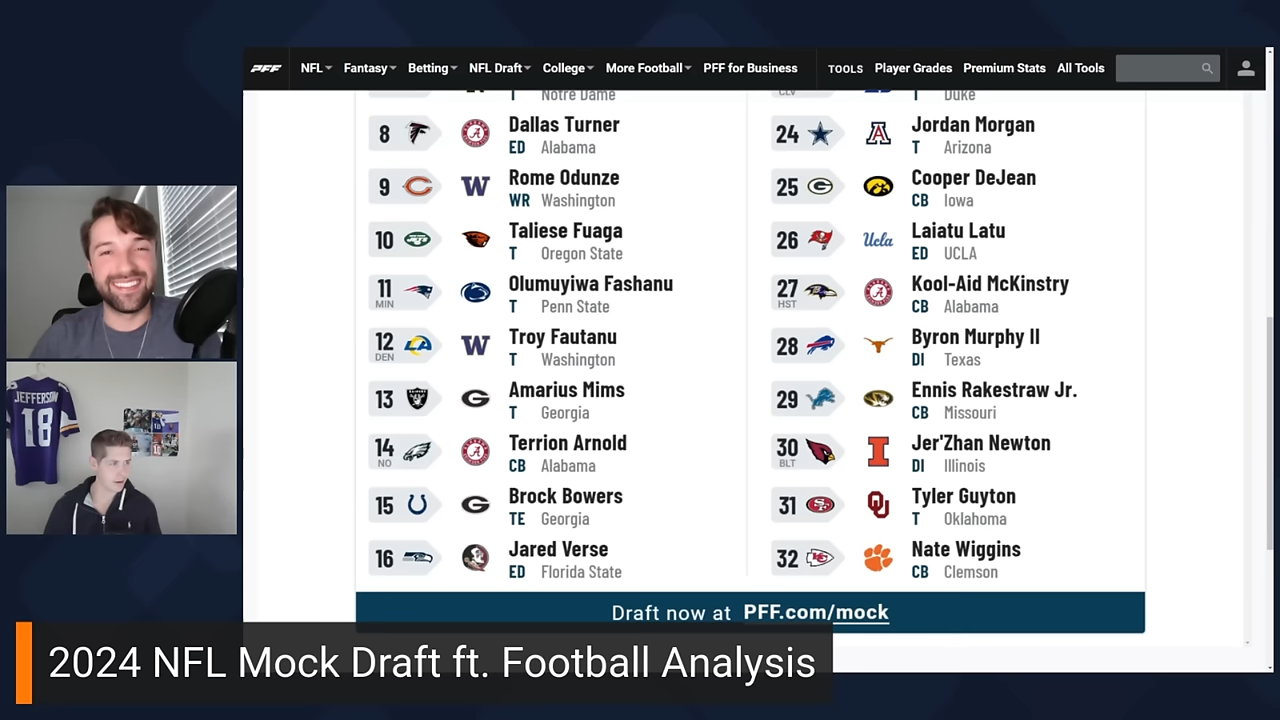 PFF NFL Fantasy Betting NFL Draft College More Football PFF for Business TOOLS Player Grades Premium Stats All Tools
T Notre Dame
8 Dallas Turner
ED Alabama
9 Rome Odunze
WR Washington
10 Taliese Fuaga
T Oregon State
11 Olumuyiwa Fashanu
MIN T Penn State
12 Troy Fautanu
DEN T Washington
13 Amarius Mims
T Georgia
14 Terrion Arnold
NO CB Alabama
15 Brock Bowers
TE Georgia
16 Jared Verse
ED Florida State
CLV T Duke
24 Jordan Morgan
T Arizona
25 Cooper DeJean
CB Iowa
26 Ucla Laiatu Latu
ED UCLA
27 Kool-Aid McKinstry
HST CB Alabama
28 Byron Murphy II
DI Texas
29 Ennis Rakestraw Jr.
CB Missouri
30 Jer'Zhan Newton
BLT DI Illinois
31 Tyler Guyton
T Oklahoma
32 Nate Wiggins
CB Clemson
Draft now at PFF.com/mock
JEFFERSON
18
2024 NFL Mock Draft ft. Football Analysis